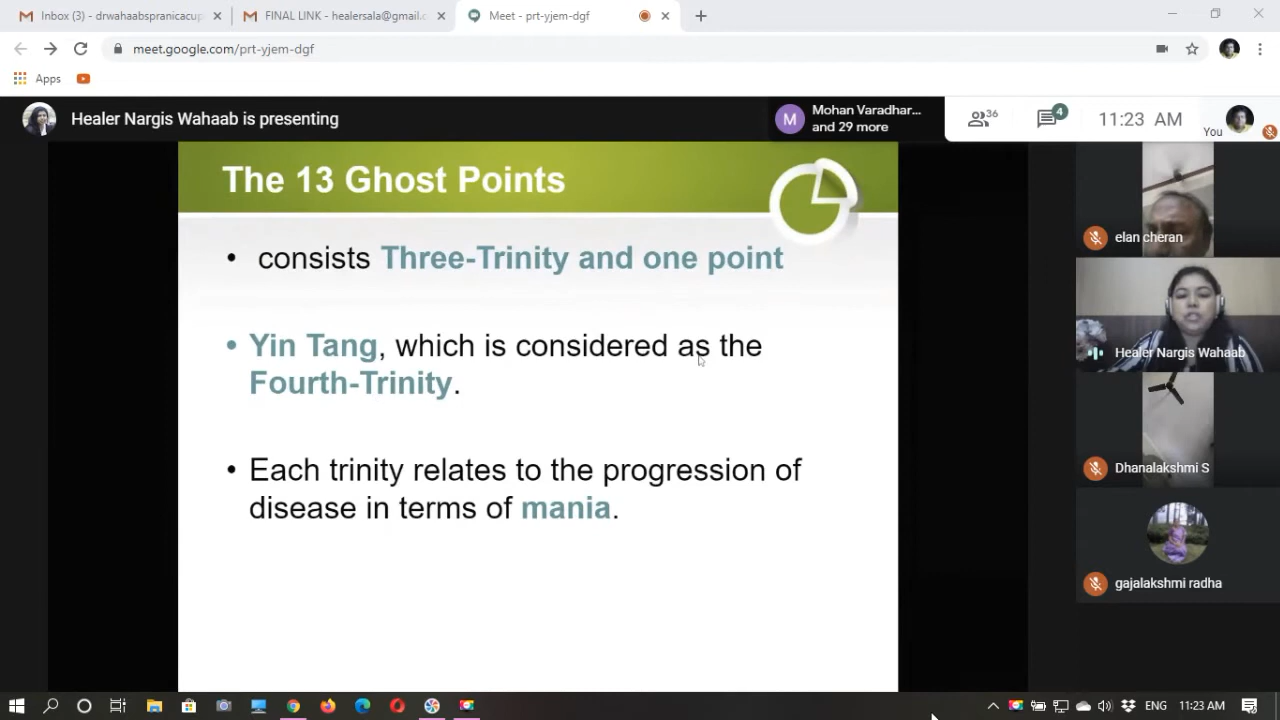 Inbox (3) - drwahaabspranicacup
FINAL LINK - healersala@gmail.c
Meet - prt-yjem-dgf
meet.google.com/prt-yjem-dgf
Apps
Healer Nargis Wahaab is presenting
M
Mohan Varadhar...
and 29 more
36
4
11:23 AM
You
The 13 Ghost Points
• consists Three-Trinity and one point
• Yin Tang, which is considered as the
Fourth-Trinity.
• Each trinity relates to the progression of
disease in terms of mania.
elan cheran
Healer Nargis Wahaab
Dhanalakshmi S
gajalakshmi radha
ENG
11:23 AM